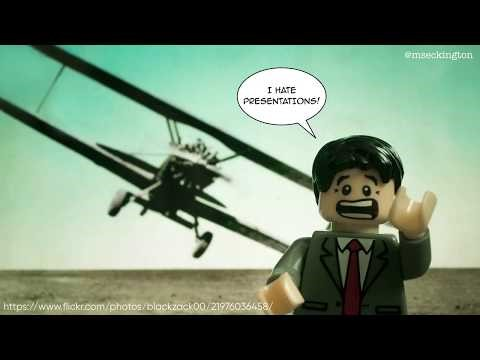 @mseckington
I HATE
PRESENTATIONS!
https://www.flickr.com/photos/blackzack00/21976036458/